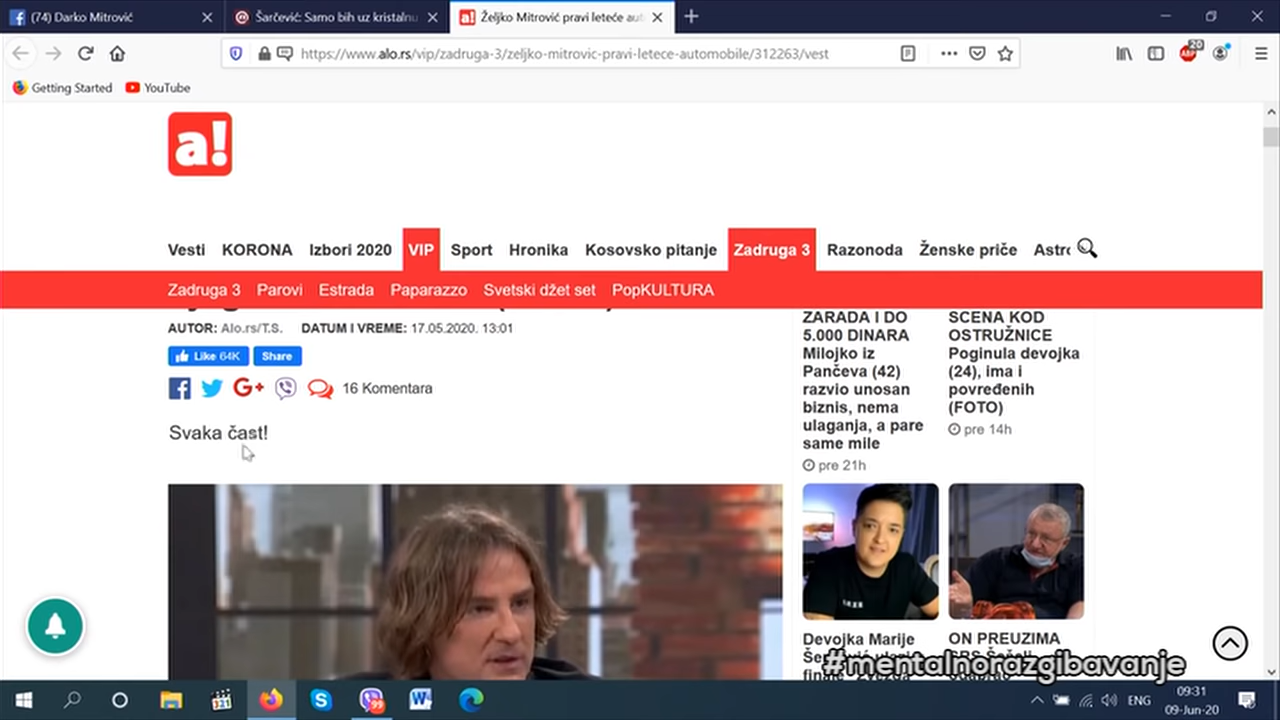 (74) Darko Mitrović
Šarčević: Samo bih uz kristalnu
Željko Mitrović pravi leteće aut
https://www.alo.rs/vip/zadruga-3/zeljko-mitrovic-pravi-letece-automobile/312263/vest
20
Getting Started
YouTube
a!
Vesti KORONA Izbori 2020 VIP Sport Hronika Kosovsko pitanje Zadruga 3 Razonoda Ženske priče Astro
Zadruga 3 Parovi Estrada Paparazzo Svetski džet set PopKULTURA
AUTOR: Alo.rs/T.S. DATUM I VREME: 17.05.2020. 13:01
Like 64K Share
16 Komentara
Svaka čast!
ZARADA I DO
5.000 DINARA
Milojko iz
Pančeva (42)
razvio unosan
biznis, nema
ulaganja, a pare
same mile
pre 21h
SCENA KOD
OSTRUŽNICE
Poginula devojka
(24), ima i
povređenih
(FOTO)
pre 14h
Devojka Marije
ON PREUZIMA
#mentalnorazgibavanje
321
99
ENG
09:31
09-Jun-20